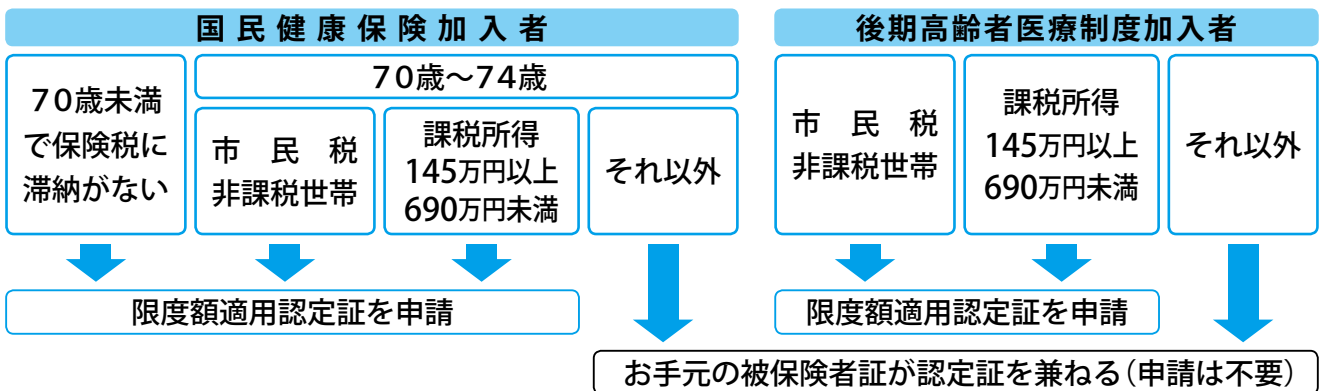 国民健康保険加入者
70歳未満
で保険税に
滞納がない
70歳～74歳
市民税
非課税世帯
課税所得
145万円以上
690万円未満
それ以外
限度額適用認定証を申請
後期高齢者医療制度加入者
市民税
非課税世帯
課税所得
145万円以上
690万円未満
それ以外
限度額適用認定証を申請
お手元の被保険者証が認定証を兼ねる（申請は不要）